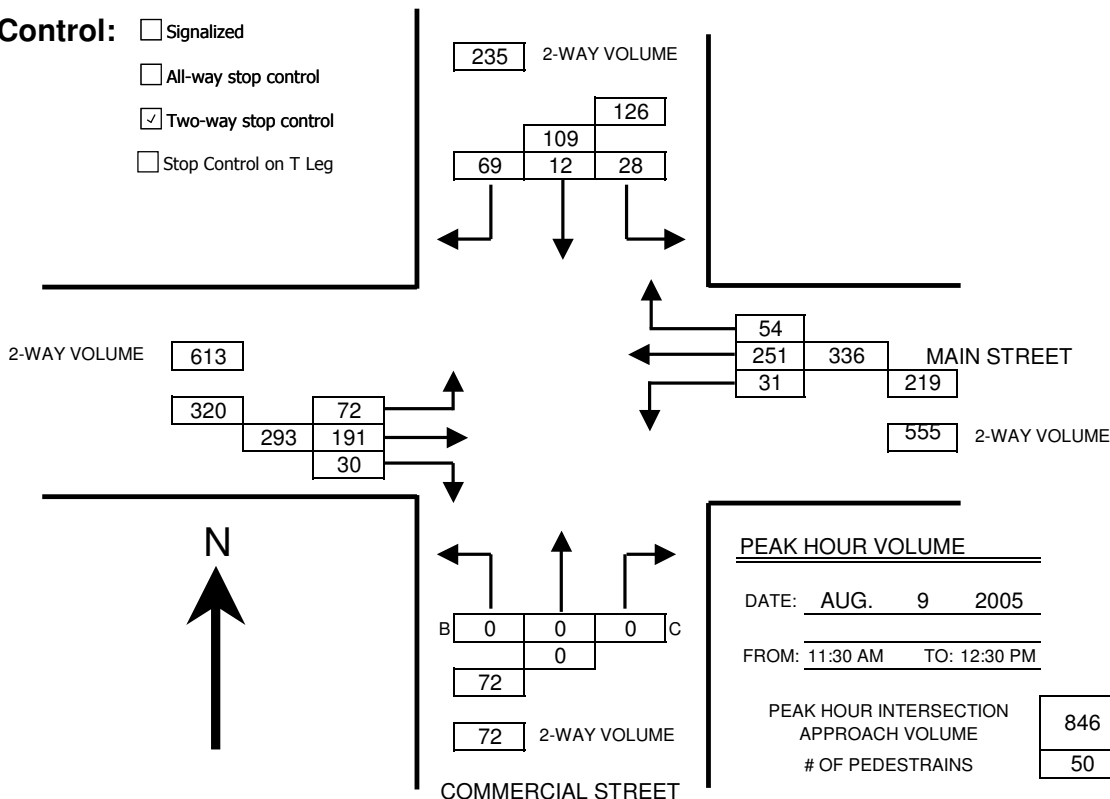 Control:
Signalized
All-way stop control
✓ Two-way stop control
Stop Control on T Leg
235 2-WAY VOLUME
126
109
69 12 28
2-WAY VOLUME 613
320 72
293 191
30
54
251 336 MAIN STREET
31 219
555 2-WAY VOLUME
N
B 0 0 0 C
0
72
72 2-WAY VOLUME
COMMERCIAL STREET
PEAK HOUR VOLUME
DATE: AUG. 9 2005
FROM: 11:30 AM TO: 12:30 PM
PEAK HOUR INTERSECTION
APPROACH VOLUME 846
# OF PEDESTRAINS 50